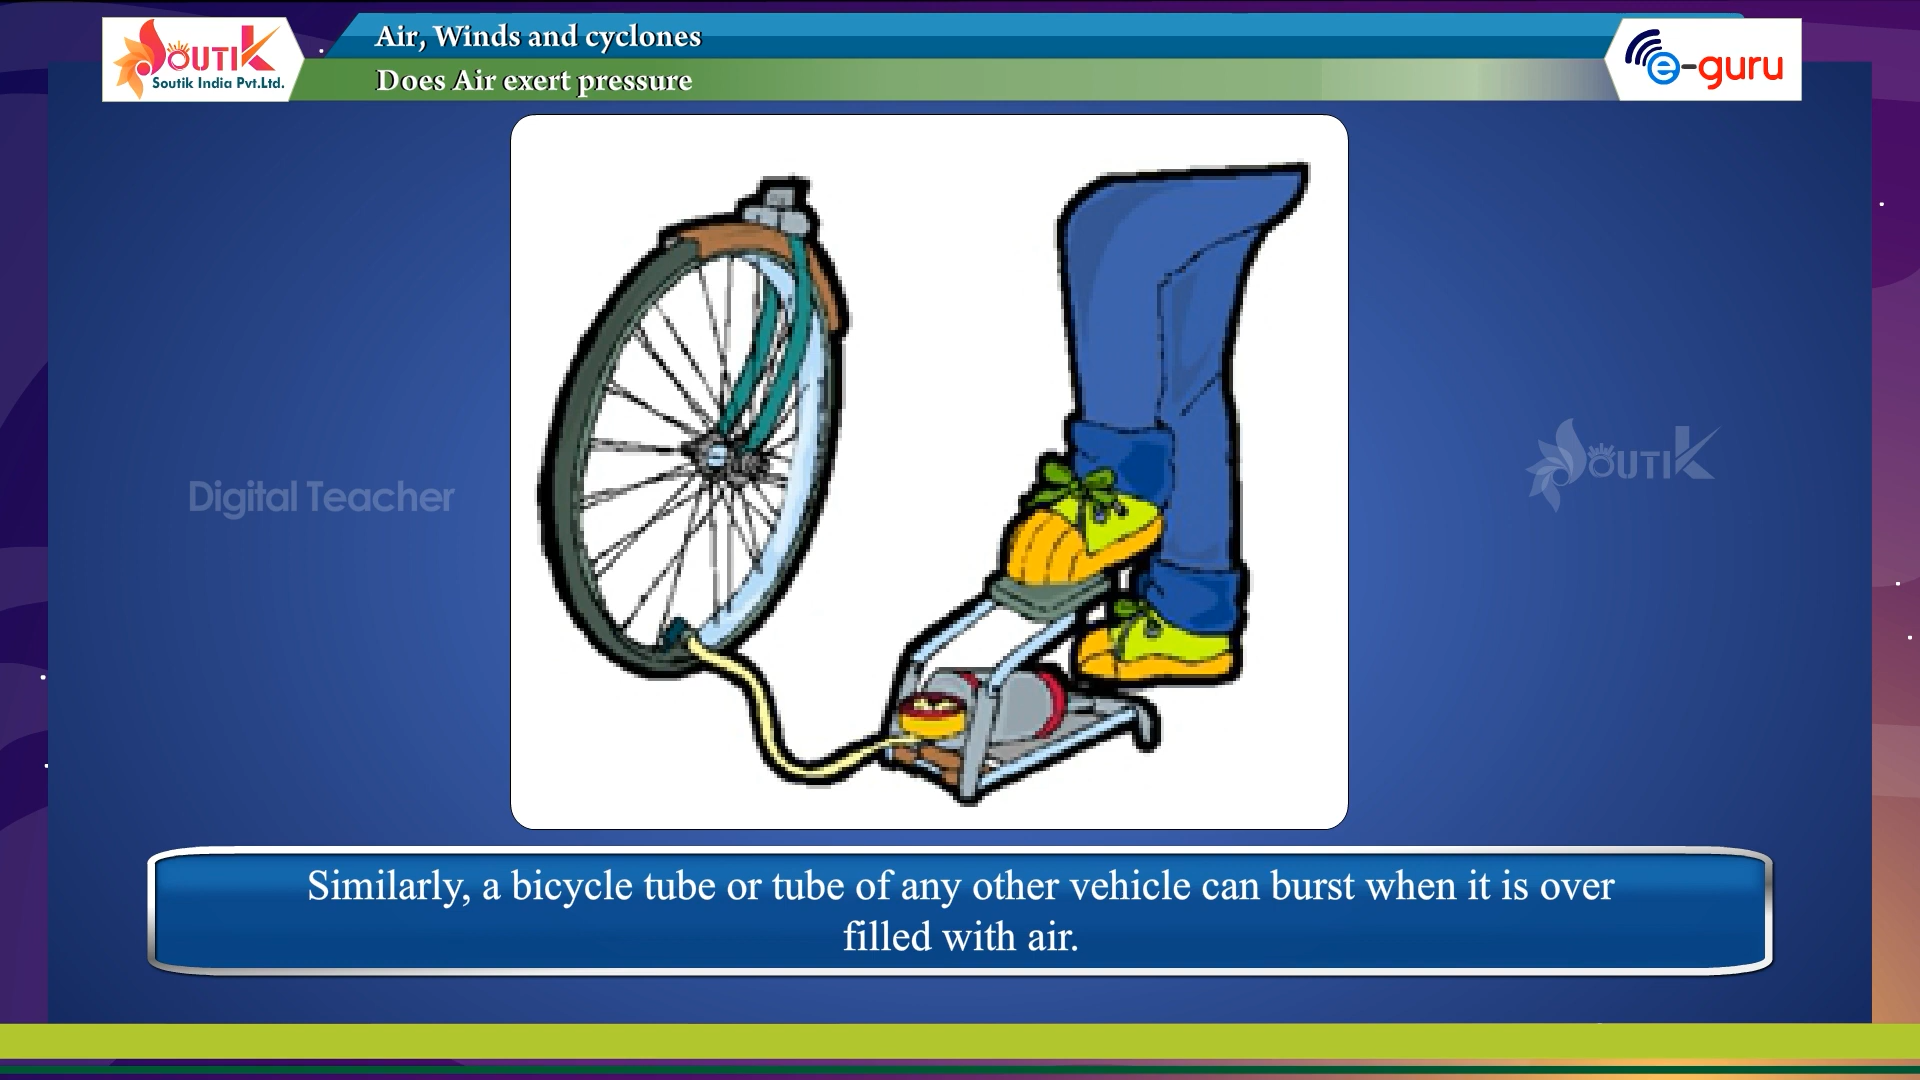 SOUTIK
Soutik India Pvt.Ltd.
Air, Winds and cyclones
Does Air exert pressure
e-guru
Digital Teacher
SOUTIK
Similarly, a bicycle tube or tube of any other vehicle can burst when it is over
filled with air.